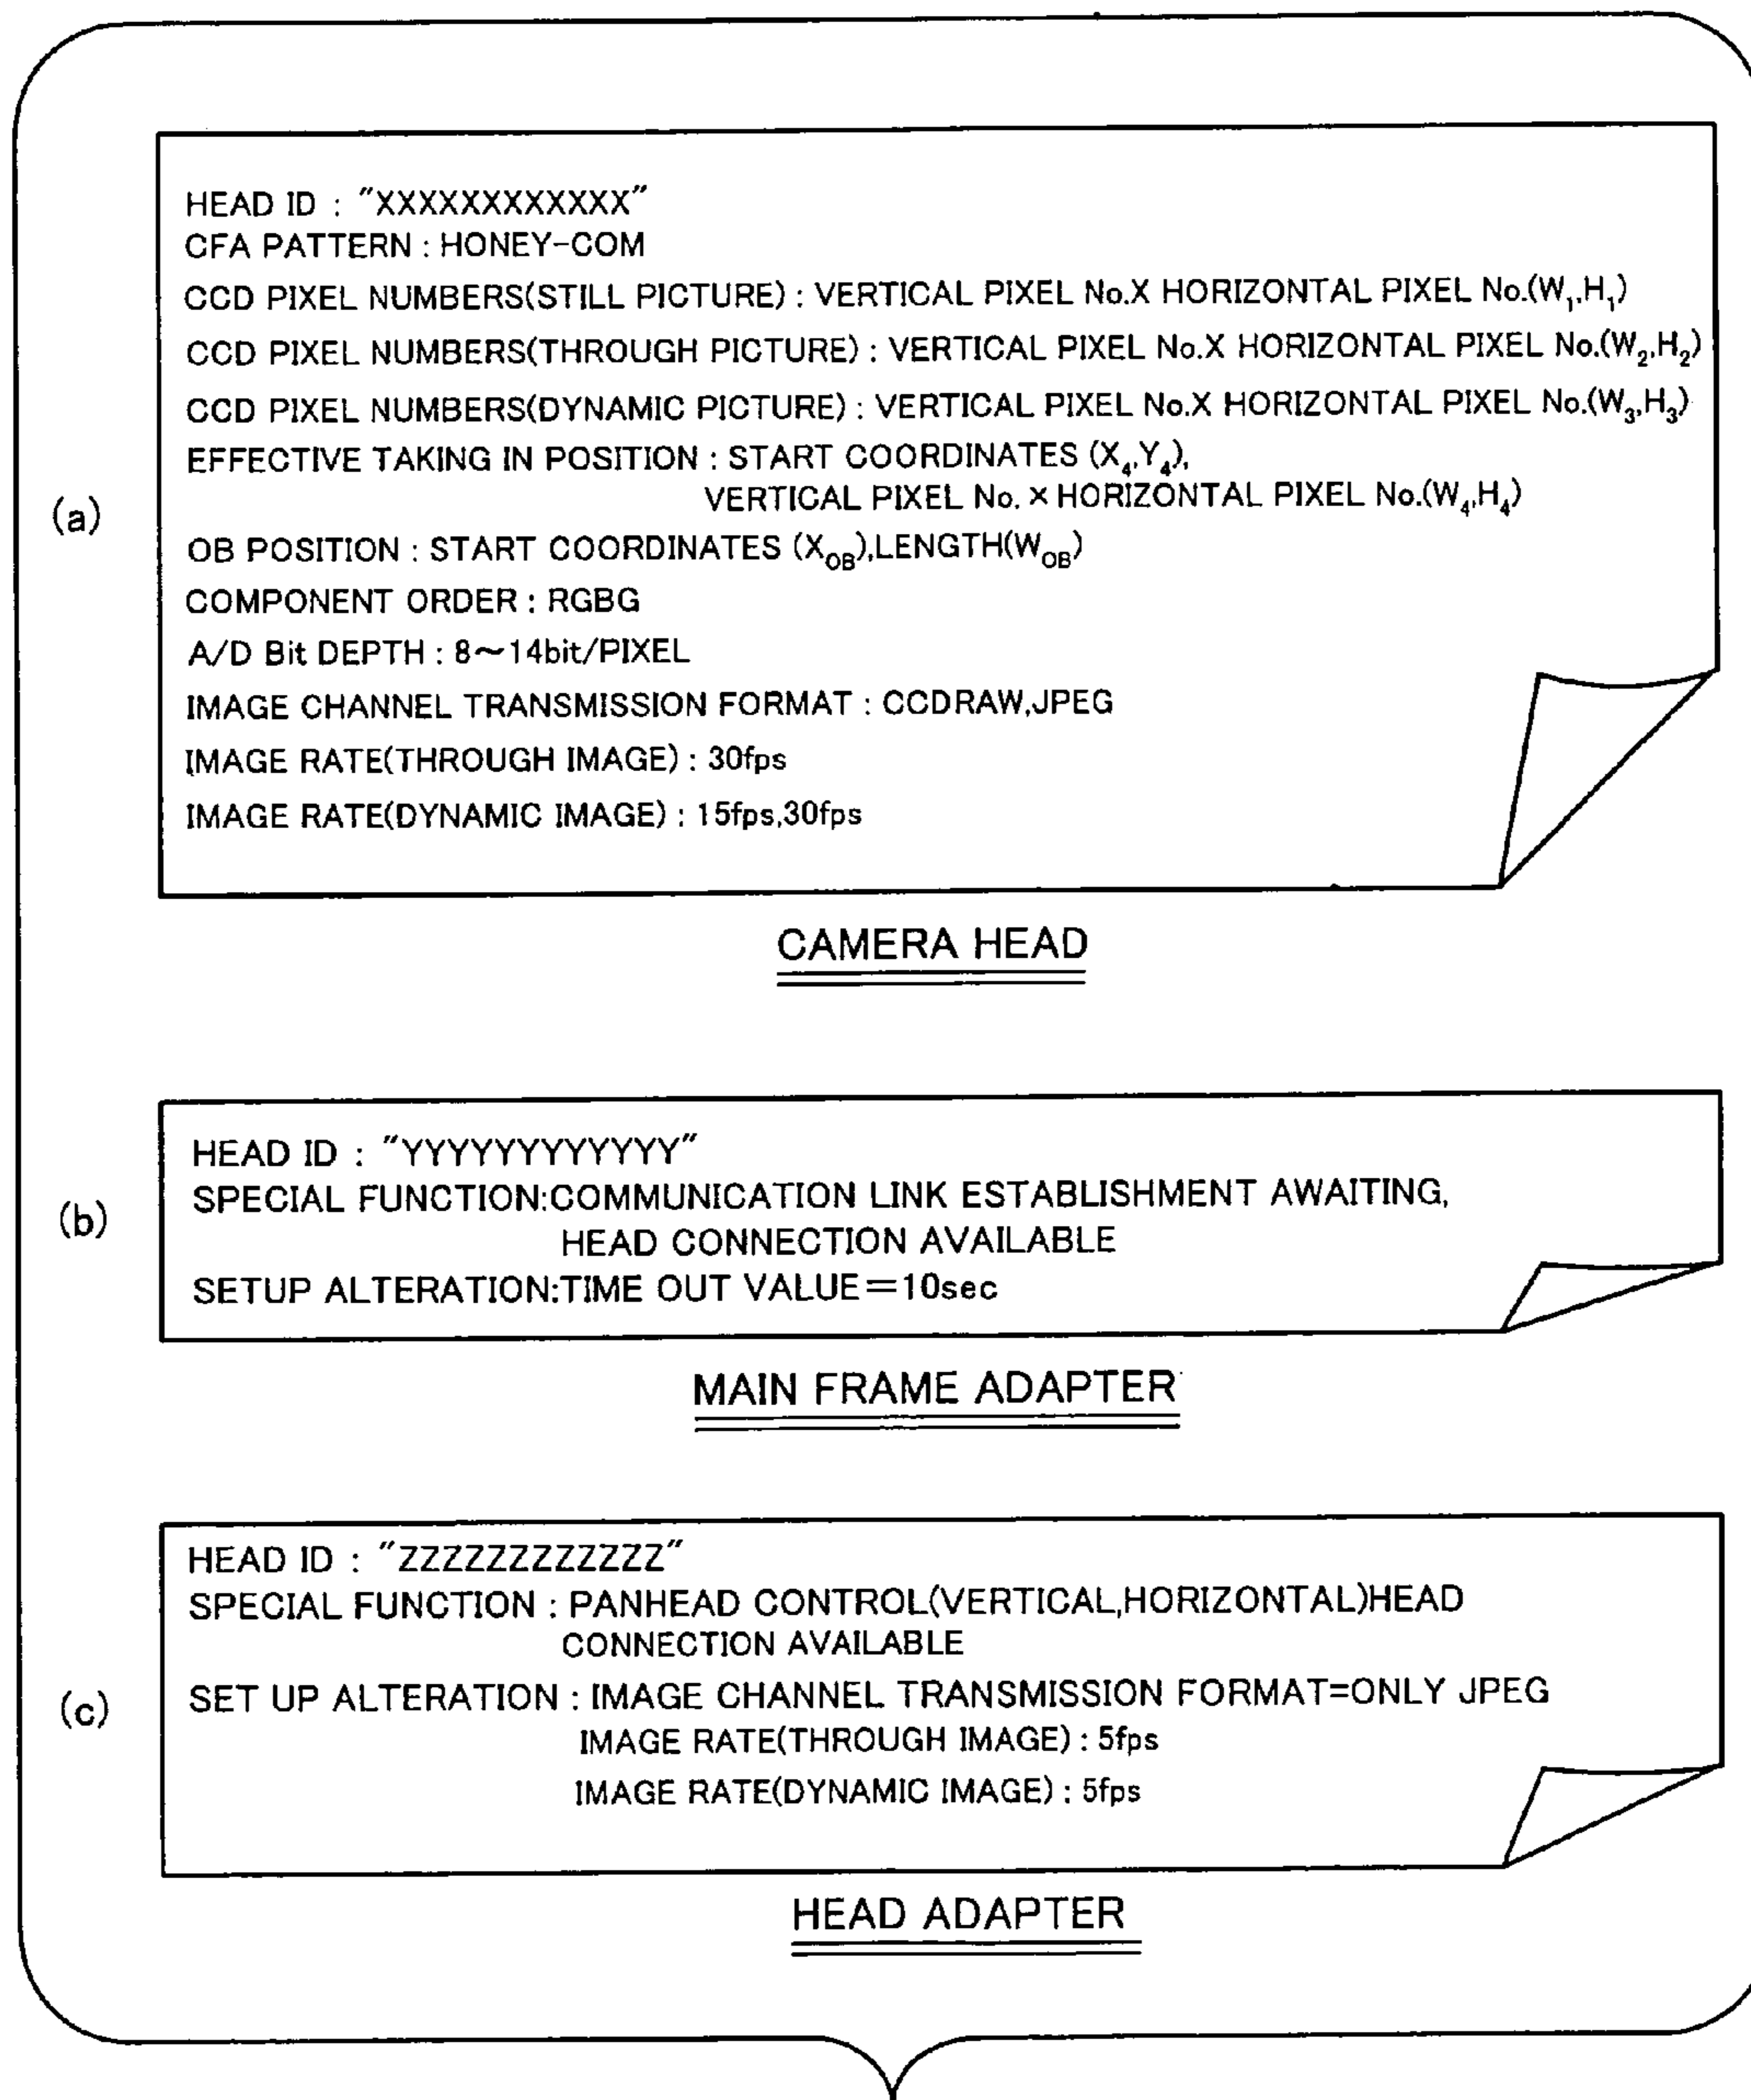 (a)
HEAD ID : "XXXXXXXXXXXX"
CFA PATTERN : HONEY-COM
CCD PIXEL NUMBERS(STILL PICTURE) : VERTICAL PIXEL No.X HORIZONTAL PIXEL No.(W₁,H₁)
CCD PIXEL NUMBERS(THROUGH PICTURE) : VERTICAL PIXEL No.X HORIZONTAL PIXEL No.(W₂,H₂)
CCD PIXEL NUMBERS(DYNAMIC PICTURE) : VERTICAL PIXEL No.X HORIZONTAL PIXEL No.(W₃,H₃)
EFFECTIVE TAKING IN POSITION : START COORDINATES (X₄,Y₄),
VERTICAL PIXEL No. × HORIZONTAL PIXEL No.(W₄,H₄)
OB POSITION : START COORDINATES (X_OB),LENGTH(W_OB)
COMPONENT ORDER : RGBG
A/D Bit DEPTH : 8~14bit/PIXEL
IMAGE CHANNEL TRANSMISSION FORMAT : CCDRAW,JPEG
IMAGE RATE(THROUGH IMAGE) : 30fps
IMAGE RATE(DYNAMIC IMAGE) : 15fps,30fps
CAMERA HEAD
(b)
HEAD ID : "YYYYYYYYYYYY"
SPECIAL FUNCTION:COMMUNICATION LINK ESTABLISHMENT AWAITING,
HEAD CONNECTION AVAILABLE
SETUP ALTERATION:TIME OUT VALUE=10sec
MAIN FRAME ADAPTER
(c)
HEAD ID : "ZZZZZZZZZZZZ"
SPECIAL FUNCTION : PANHEAD CONTROL(VERTICAL,HORIZONTAL)HEAD
CONNECTION AVAILABLE
SET UP ALTERATION : IMAGE CHANNEL TRANSMISSION FORMAT=ONLY JPEG
IMAGE RATE(THROUGH IMAGE) : 5fps
IMAGE RATE(DYNAMIC IMAGE) : 5fps
HEAD ADAPTER